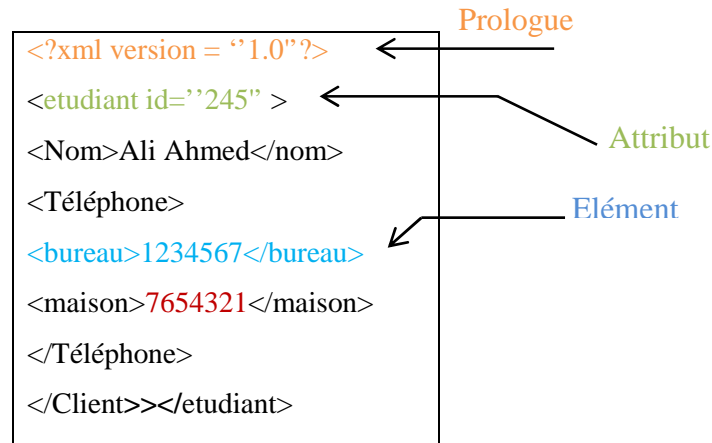 Prologue
<?xml version = ‘’1.0"?>
<etudiant id=’’245" >
Attribut
<Nom>Ali Ahmed</nom>
<Téléphone>
Elément
<bureau>1234567</bureau>
<maison>7654321</maison>
</Téléphone>
</Client>></etudiant>